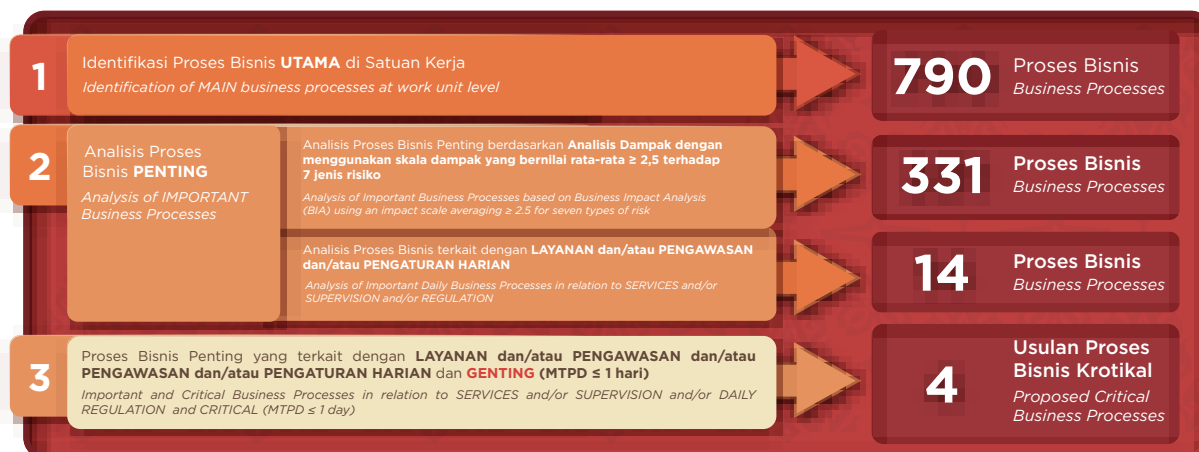 1
Identifikasi Proses Bisnis UTAMA di Satuan Kerja
Identification of MAIN business processes at work unit level
790
Proses Bisnis
Business Processes
2
Analisis Proses
Bisnis PENTING
Analysis of IMPORTANT
Business Processes
Analisis Proses Bisnis Penting berdasarkan Analisis Dampak dengan
menggunakan skala dampak yang bernilai rata-rata ≥ 2,5 terhadap
7 jenis risiko
Analysis of Important Business Processes based on Business Impact Analysis
(BIA) using an impact scale averaging ≥ 2.5 for seven types of risk
331
Proses Bisnis
Business Processes
Analisis Proses Bisnis terkait dengan LAYANAN dan/atau PENGAWASAN
dan/atau PENGATURAN HARIAN
Analysis of Important Daily Business Processes in relation to SERVICES and/or
SUPERVISION and/or REGULATION
14
Proses Bisnis
Business Processes
3
Proses Bisnis Penting yang terkait dengan LAYANAN dan/atau PENGAWASAN dan/atau
PENGAWASAN dan/atau PENGATURAN HARIAN dan GENTING (MTPD ≤ 1 hari)
Important and Critical Business Processes in relation to SERVICES and/or SUPERVISION and/or DAILY
REGULATION and CRITICAL (MTPD ≤ 1 day)
4
Usulan Proses
Bisnis Krotikal
Proposed Critical
Business Processes